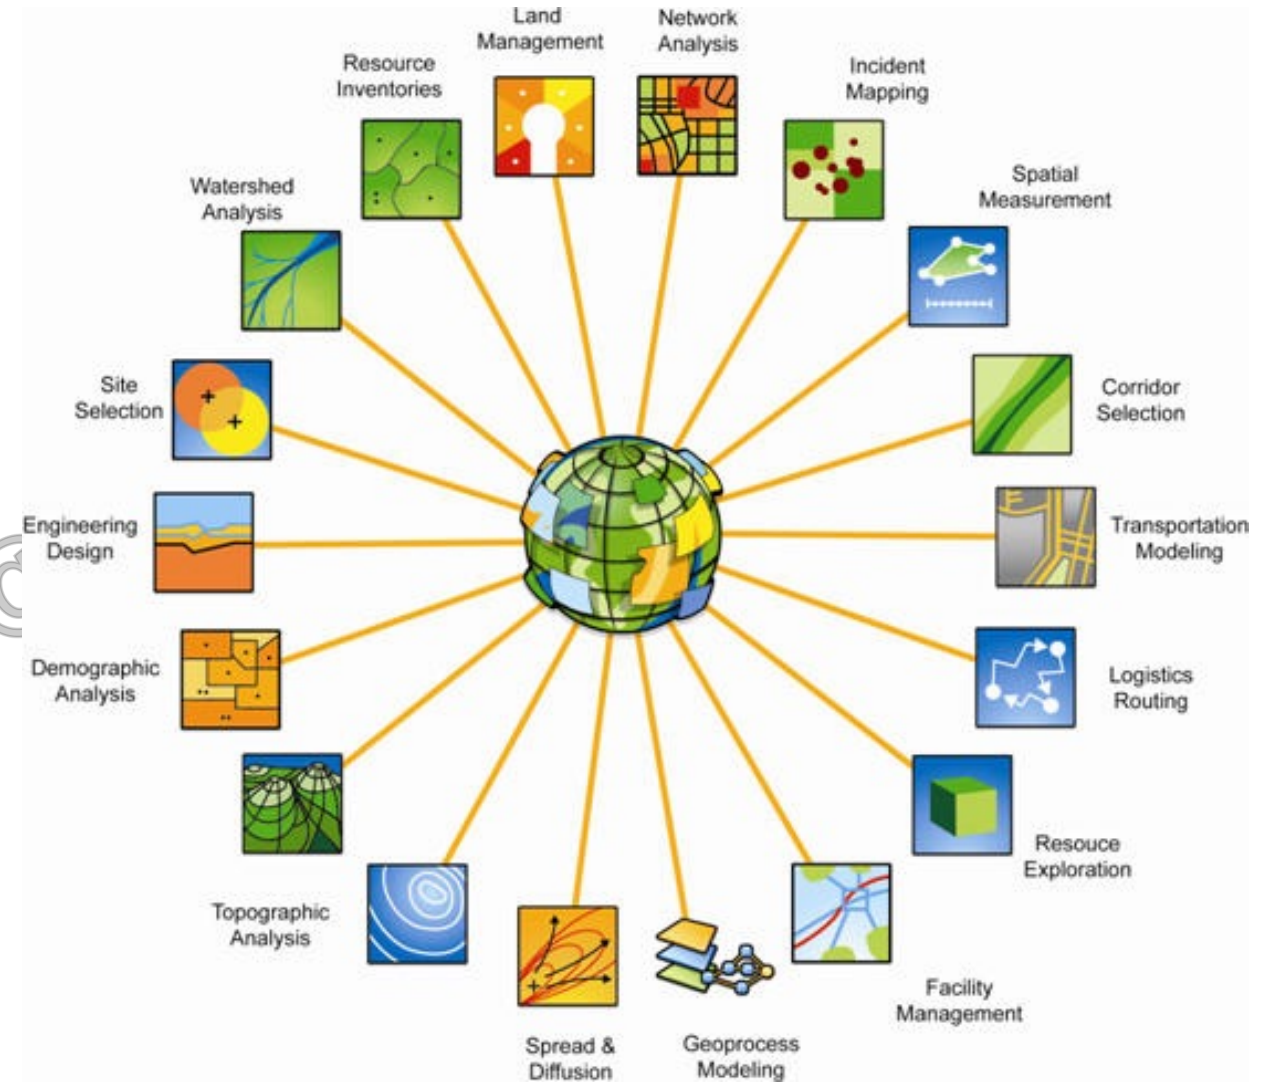 Land
Management
Network
Analysis
Resource
Inventories
Incident
Mapping
Watershed
Analysis
Spatial
Measurement
Site
Selection
Corridor
Selection
Engineering
Design
Transportation
Modeling
Demographic
Analysis
Logistics
Routing
Resouce
Exploration
Topographic
Analysis
Facility
Management
Spread &
Diffusion
Geoprocess
Modeling
©